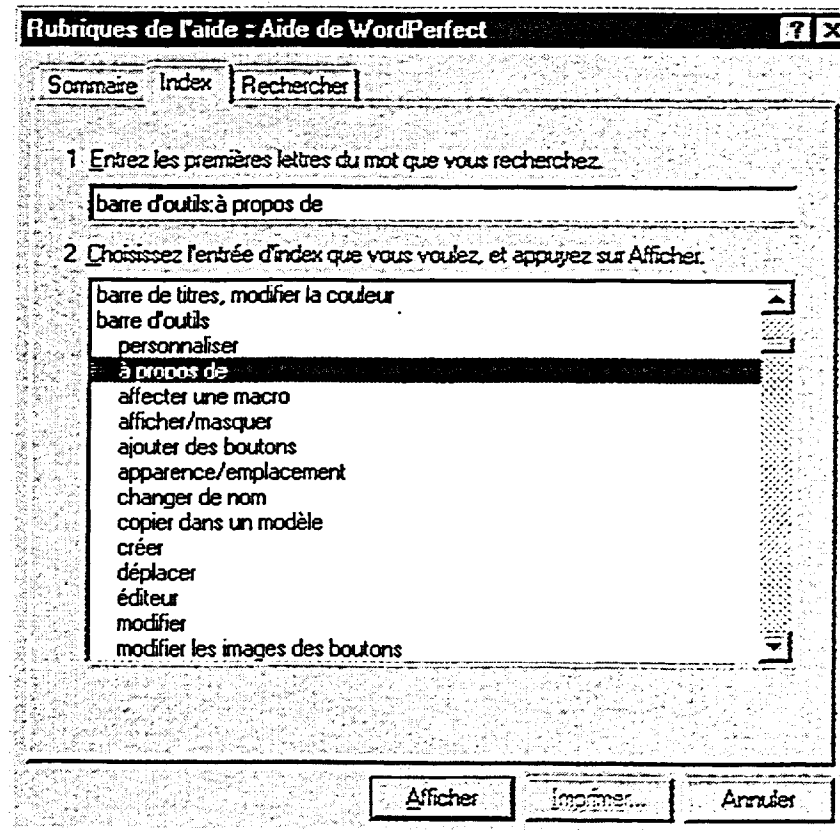 Rubriques de l'aide : Aide de WordPerfect
Sommaire Index Rechercher
1 Entrez les premières lettres du mot que vous recherchez.
barre d'outils:à propos de
2 Choisissez l'entrée d'index que vous voulez, et appuyez sur Afficher.
barre de titres, modifier la couleur
barre d'outils
personnaliser
à propos de
affecter une macro
afficher/masquer
ajouter des boutons
apparence/emplacement
changer de nom
copier dans un modèle
créer
déplacer
éditeur
modifier
modifier les images des boutons
Afficher Imprimer... Annuler